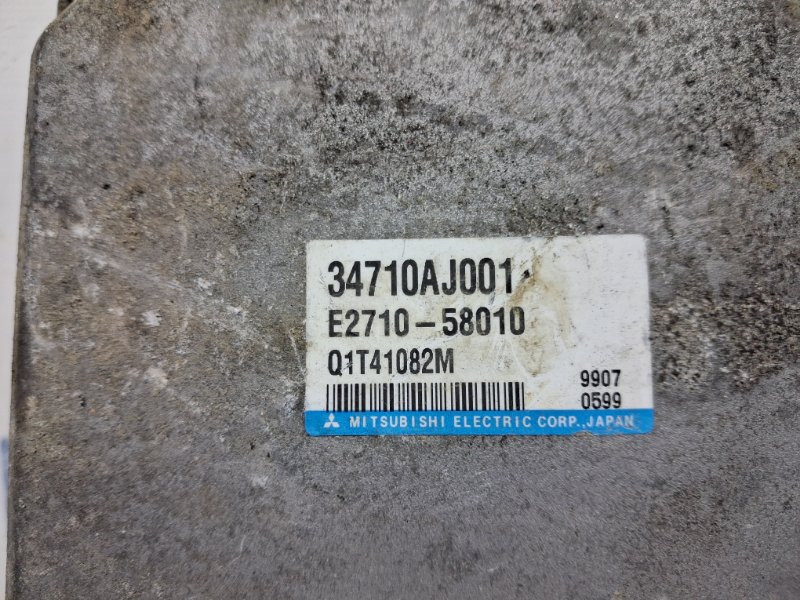 34710AJ001
E2710-58010
Q1T41082M
9907
0599
MITSUBISHI ELECTRIC CORP., JAPAN